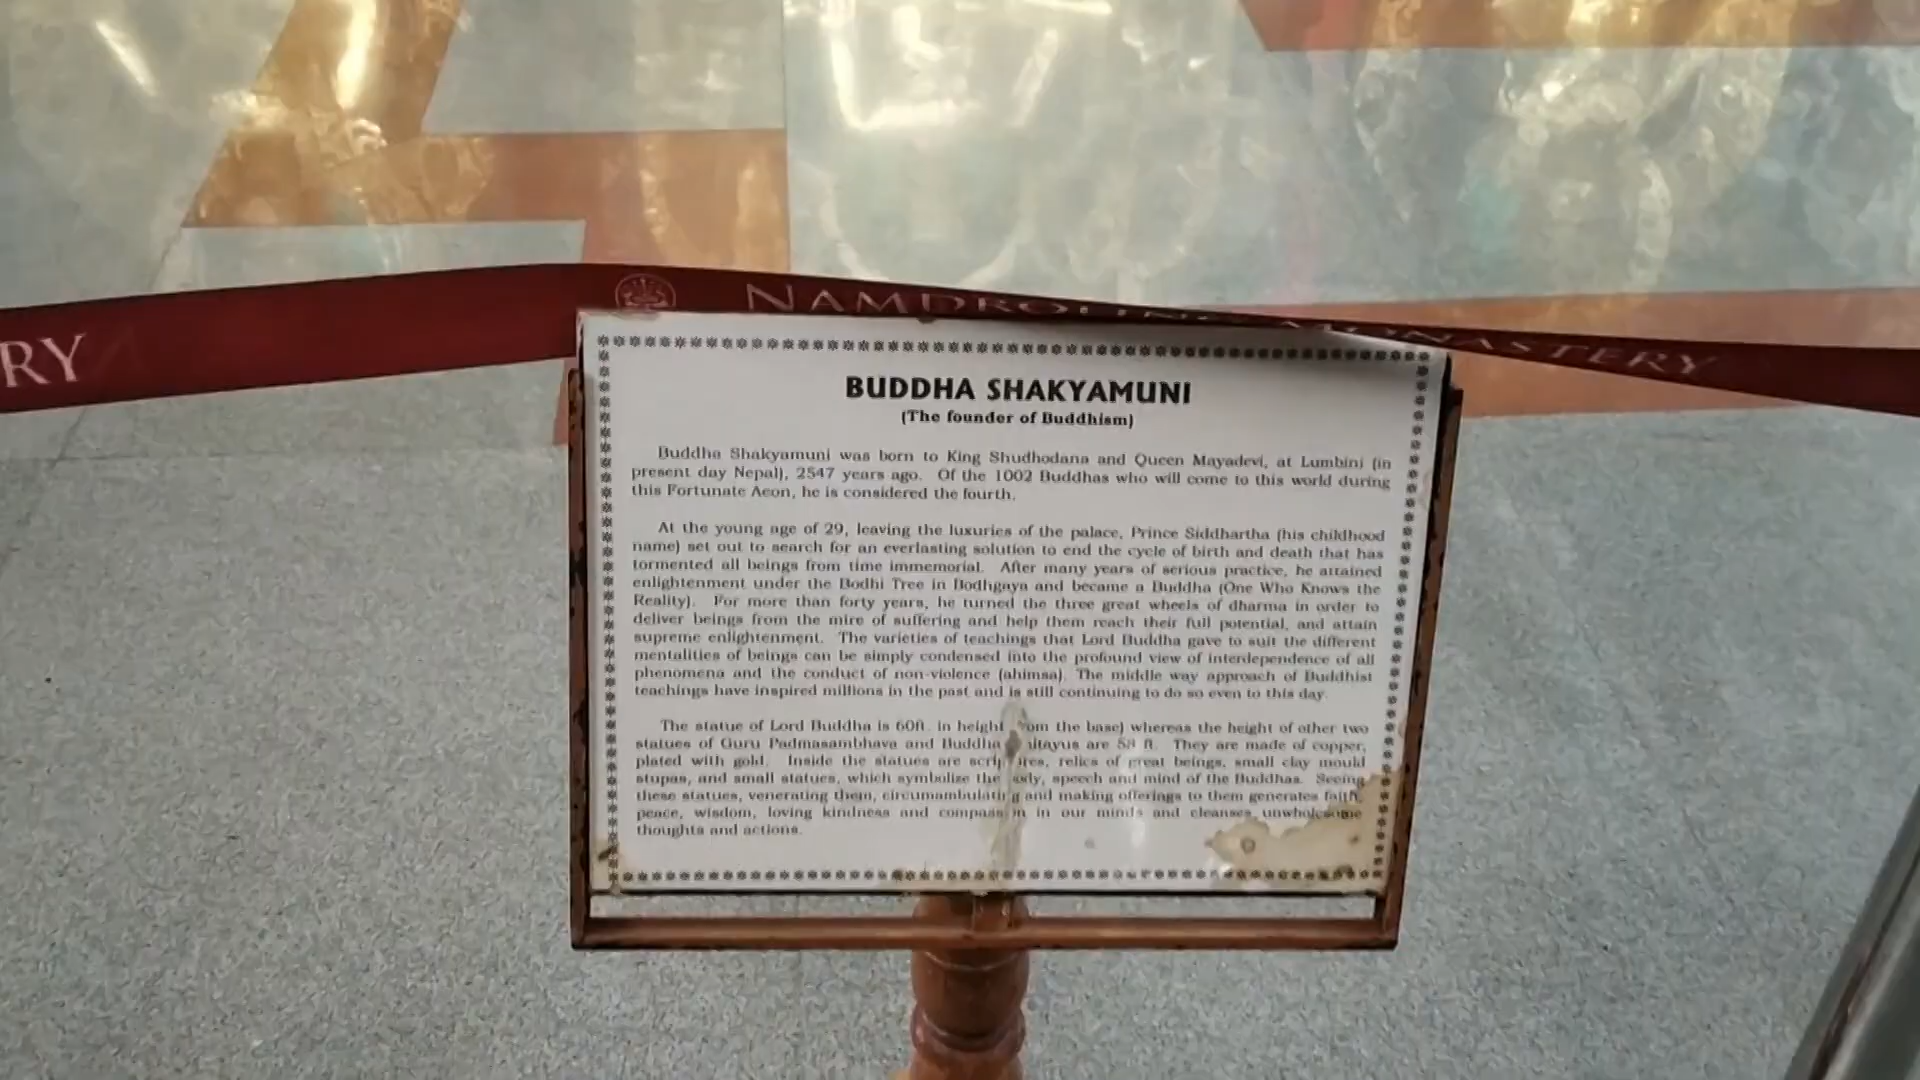 RY
NAMDROLING MONASTERY
BUDDHA SHAKYAMUNI
(The founder of Buddhism)
Buddha Shakyamuni was born to King Shudhodana and Queen Mayadevi, at Lumbini (in
present day Nepal), 2547 years ago. Of the 1002 Buddhas who will come to this world during
this Fortunate Aeon, he is considered the fourth.
At the young age of 29, leaving the luxuries of the palace, Prince Siddhartha (his childhood
name) set out to search for an everlasting solution to end the cycle of birth and death that has
tormented all beings from time immemorial. After many years of serious practice, he attained
enlightenment under the Bodhi Tree in Bodhgaya and became a Buddha (One Who Knows the
Reality). For more than forty years, he turned the three great wheels of dharma in order to
deliver beings from the mire of suffering and help them reach their full potential, and attain
supreme enlightenment. The varieties of teachings that Lord Buddha gave to suit the different
mentalities of beings can be simply condensed into the profound view of interdependence of all
phenomena and the conduct of non-violence (ahimsa). The middle way approach of Buddhist
teachings have inspired millions in the past and is still continuing to do so even to this day.
The statue of Lord Buddha is 60ft. in height the base) whereas the height of other two
statues of Guru Padmasambhava and Buddha are 58 ft. They are made of copper,
plated with gold. Inside the statues are scriptures, relics of great beings, small clay mould
stupas, and small statues, which symbolize the body, speech and mind of the Buddhas. Seeing
these statues, venerating them, circumambulating and making offerings to them generates faith,
peace, wisdom, loving kindness and compassion in our minds and cleanses unwholesome
thoughts and actions.